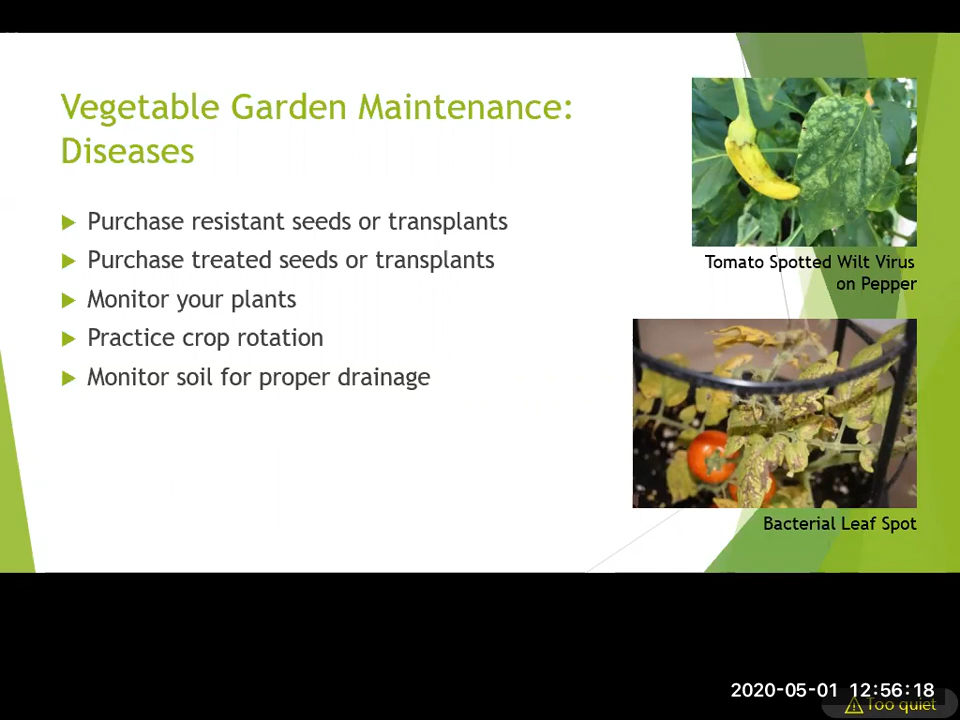 Vegetable Garden Maintenance:
Diseases
Purchase resistant seeds or transplants
Purchase treated seeds or transplants
Monitor your plants
Practice crop rotation
Monitor soil for proper drainage
Tomato Spotted Wilt Virus
on Pepper
Bacterial Leaf Spot
2020-05-01 12:56:18
Too quiet